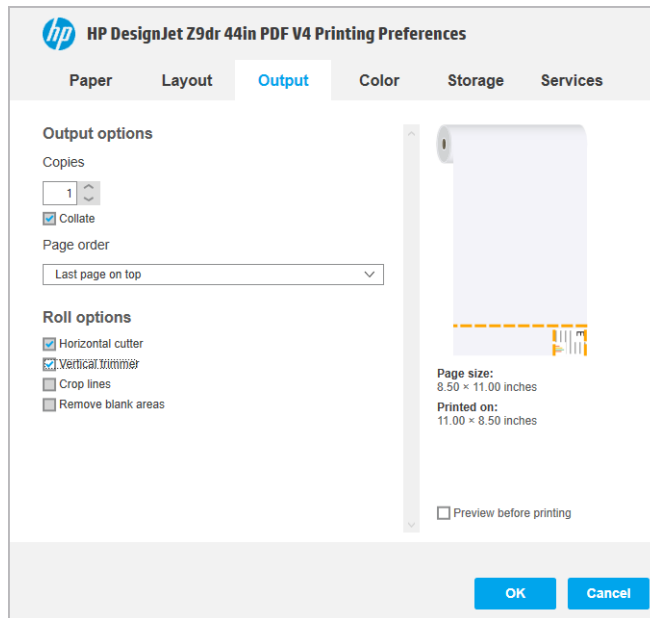 hp HP DesignJet Z9dr 44in PDF V4 Printing Preferences
Paper Layout Output Color Storage Services
Output options
Copies
1
Collate
Page order
Last page on top
Roll options
Horizontal cutter
Vertical trimmer
Crop lines
Remove blank areas
Page size:
8.50 × 11.00 inches
Printed on:
11.00 × 8.50 inches
Preview before printing
OK Cancel